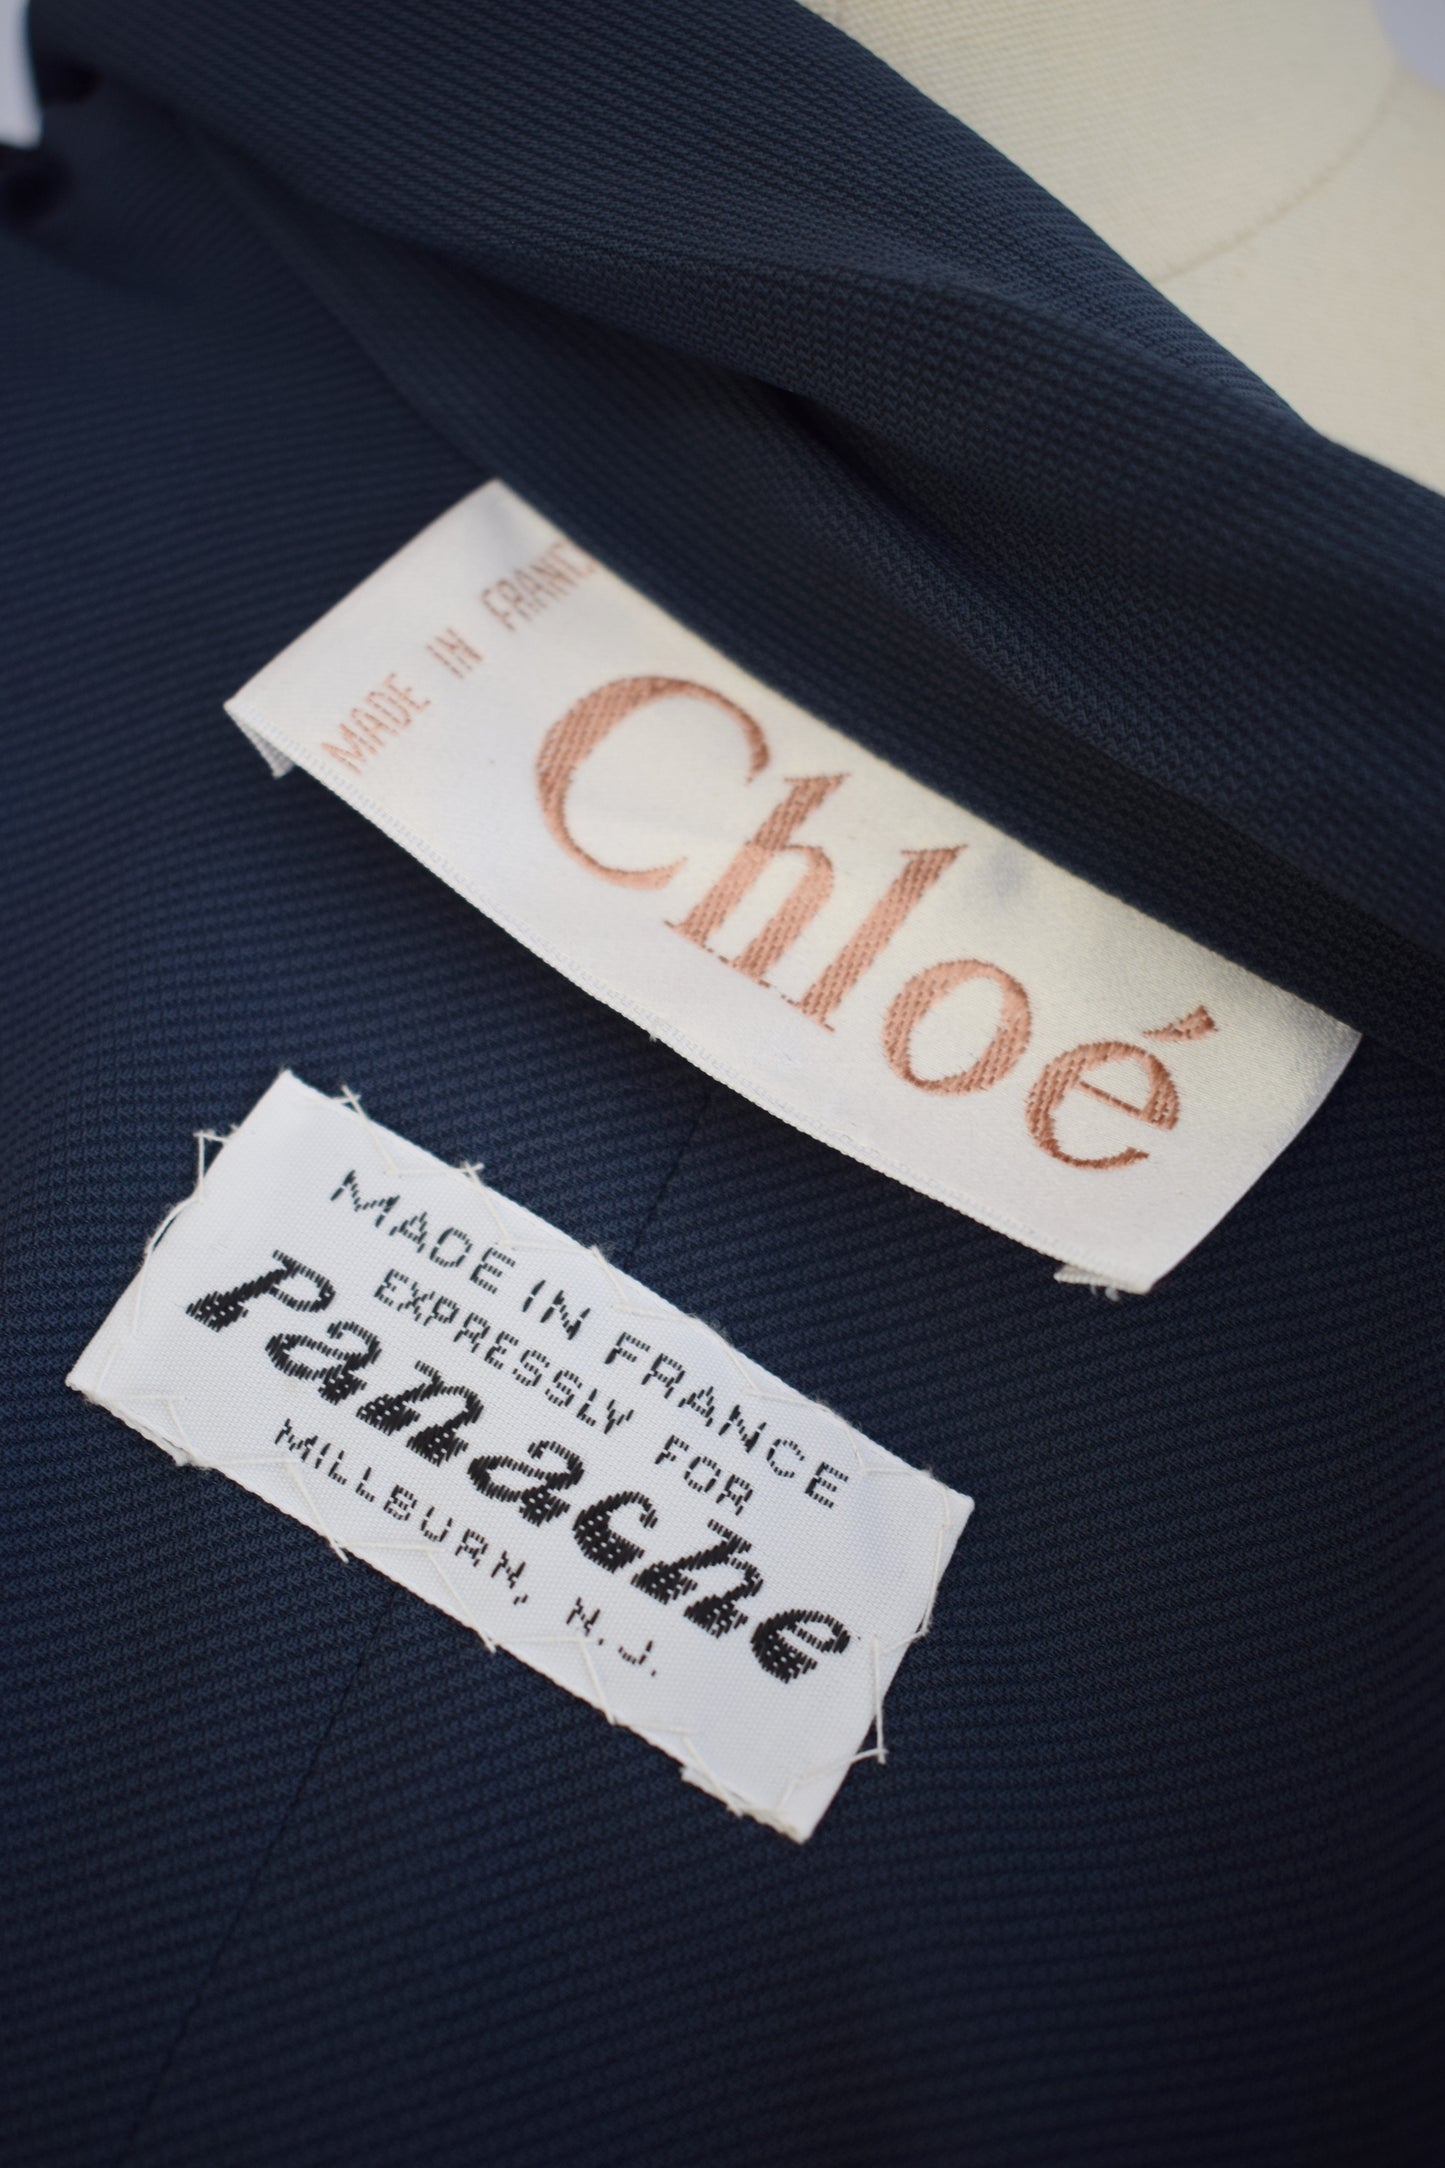 MADE IN FRANCE
Chloé
MADE IN FRANCE
EXPRESSLY FOR
Panache
MILLBURN, N.J.